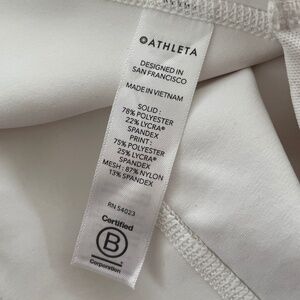 ATHLETA
DESIGNED IN
SAN FRANCISCO
MADE IN VIETNAM
SOLID :
78% POLYESTER
22% LYCRA®
SPANDEX
PRINT :
75% POLYESTER
25% LYCRA®
SPANDEX
MESH : 87% NYLON
13% SPANDEX
RN 54023
Certified
B
Corporation